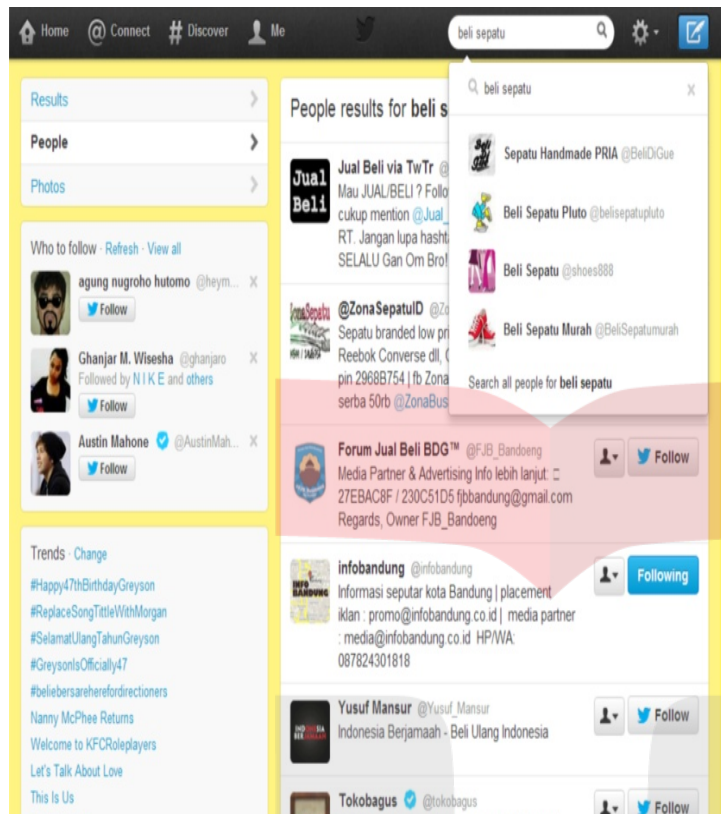 Home Connect Discover Me
beli sepatu
beli sepatu
Sepatu Handmade PRIA @BeliDiGue
Beli Sepatu Pluto @belisepatupluto
Beli Sepatu @shoes888
Beli Sepatu Murah @BeliSepatumurah
Search all people for beli sepatu
Results
People
Photos
Who to follow · Refresh · View all
agung nugroho hutomo @heym...
Follow
Ghanjar M. Wisesha @ghanjaro
Followed by N I K E and others
Follow
Austin Mahone @AustinMah...
Follow
Trends · Change
#Happy47thBirthdayGreyson
#ReplaceSongTittleWithMorgan
#SelamatUlangTahunGreyson
#GreysonIsOfficially47
#beliebersareherefordirectioners
Nanny McPhee Returns
Welcome to KFCRoleplayers
Let's Talk About Love
This Is Us
People results for beli s
Jual
Beli
Jual Beli via TwTr @
Mau JUAL/BELI ? Follo
cukup mention @Jual_
RT. Jangan lupa hasht
SELALU Gan Om Bro!
@ZonaSepatuID @Zo
Sepatu branded low pri
Reebok Converse dll, C
pin 2968B754 | fb Zona
serba 50rb @ZonaBus
Forum Jual Beli BDG™ @FJB_Bandoeng
Media Partner & Advertising Info lebih lanjut: □
27EBAC8F / 230C51D5 fjbbandung@gmail.com
Regards, Owner FJB_Bandoeng
Follow
INFO
BANDUNG
infobandung @infobandung
Informasi seputar kota Bandung | placement
iklan : promo@infobandung.co.id | media partner
: media@infobandung.co.id HP/WA:
087824301818
Following
INDONESIA
BERJAMAAH
Yusuf Mansur @Yusuf_Mansur
Indonesia Berjamaah - Beli Ulang Indonesia
Follow
Tokobagus @tokobagus
Follow